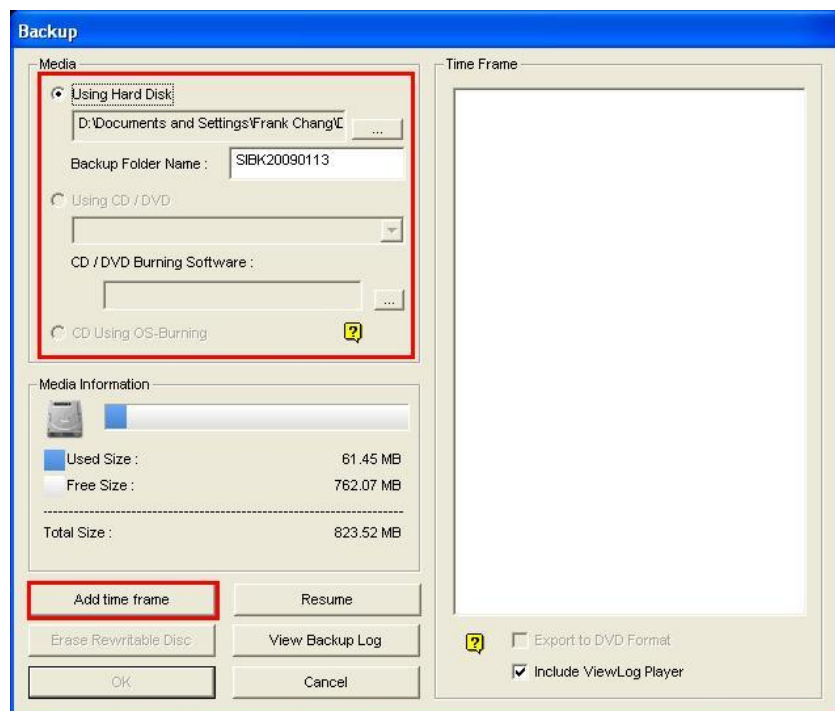 Backup
Media
Using Hard Disk
D:\Documents and Settings\Frank Chang\D
...
Backup Folder Name :
SIBK20090113
Using CD / DVD
CD / DVD Burning Software :
...
CD Using OS-Burning
?
Media Information
Used Size : 61.45 MB
Free Size : 762.07 MB
Total Size : 823.52 MB
Add time frame
Resume
Erase Rewritable Disc
View Backup Log
OK
Cancel
Time Frame
?
Export to DVD Format
Include ViewLog Player